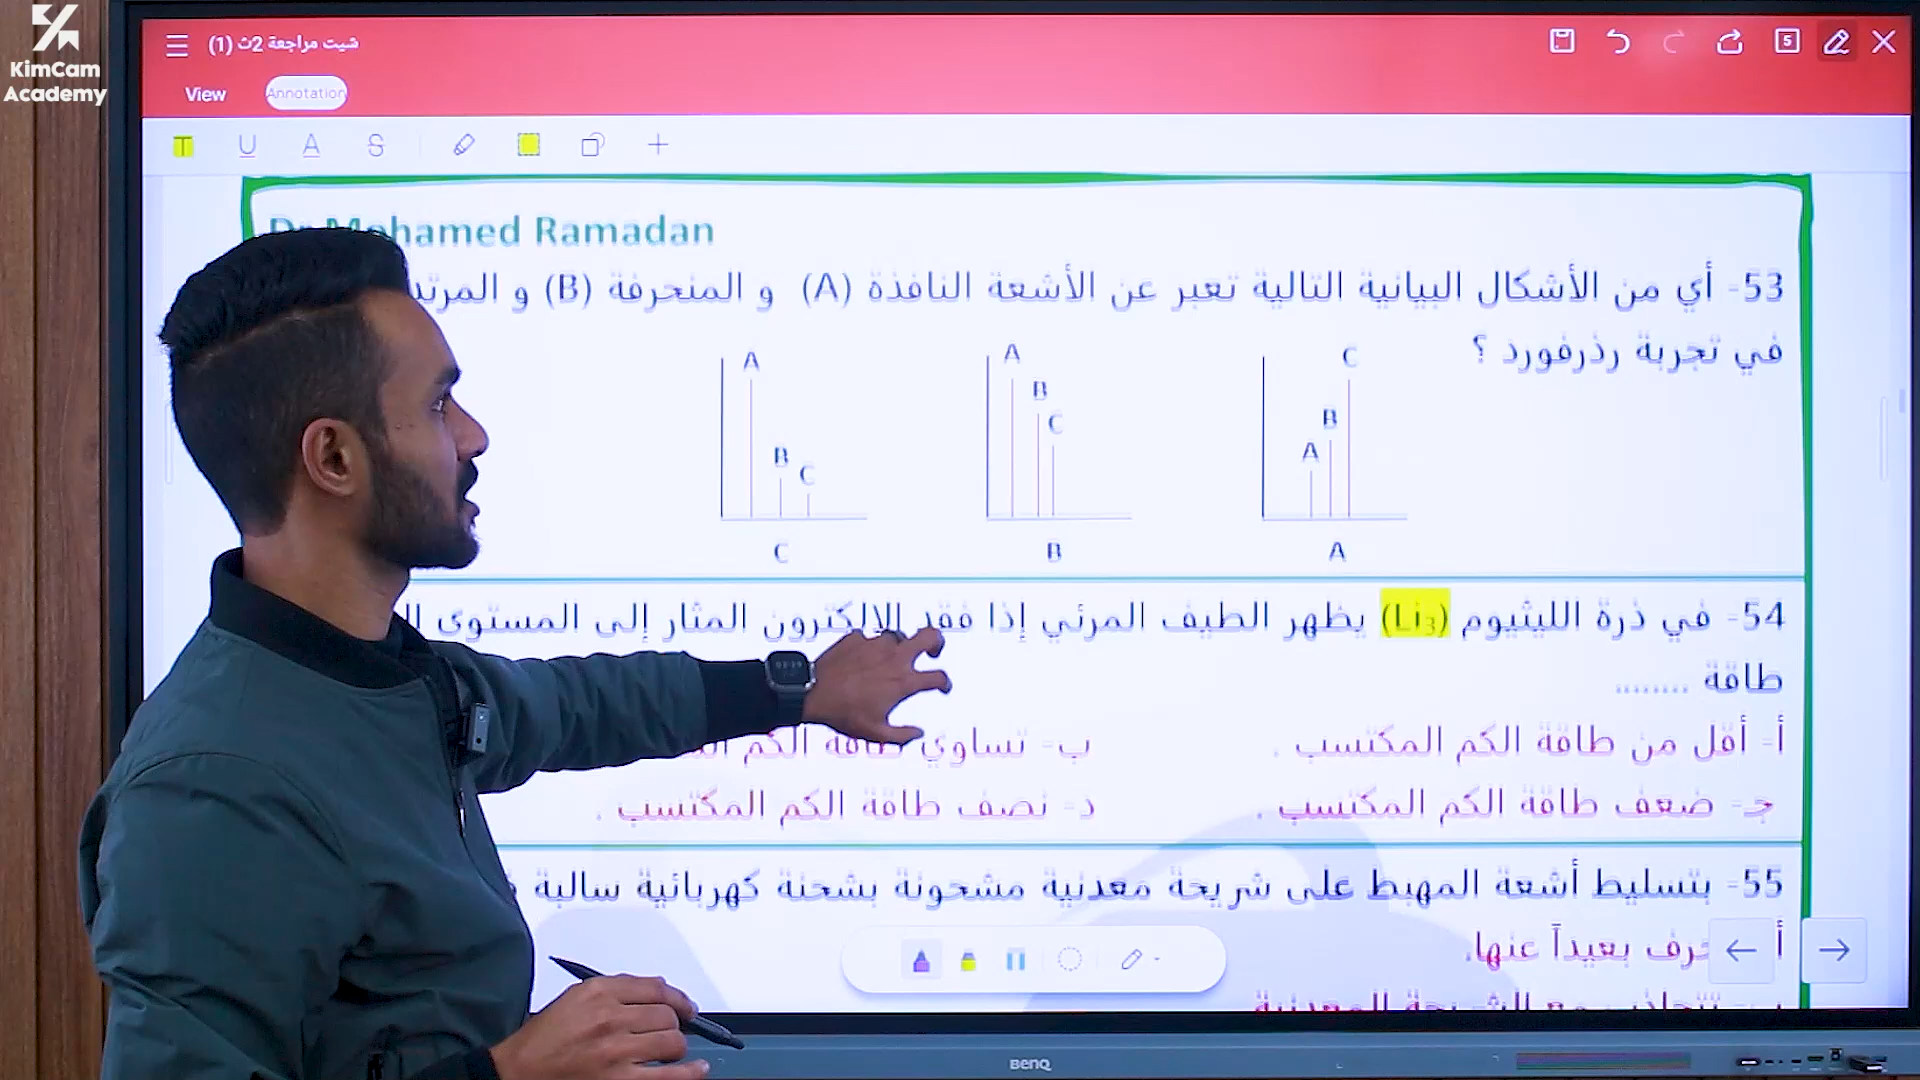 KimCam
Academy
شيت مراجعة 2ث (1)
5
View
Annotation
T U A S
Mohamed Ramadan
53- أي من الأشكال البيانية التالية تعبر عن الأشعة النافذة (A) و المنحرفة (B) و
في تجربة رذرفورد ؟
A B C
A B C
A B C
C
B
A
54- في ذرة الليثيوم (Li3) يظهر الطيف المرئي إذا فقد الإلكترون المثار إلى المستوى
طاقة ........
أ- أقل من طاقة الكم المكتسب .
ب- تساوي طاقة الكم
جـ- ضعف طاقة الكم المكتسب .
د- نصف طاقة الكم المكتسب .
55- بتسليط أشعة المهبط على شريحة معدنية مشحونة بشحنة كهربائية سالبة
أ بعيداً عنها.
BenQ